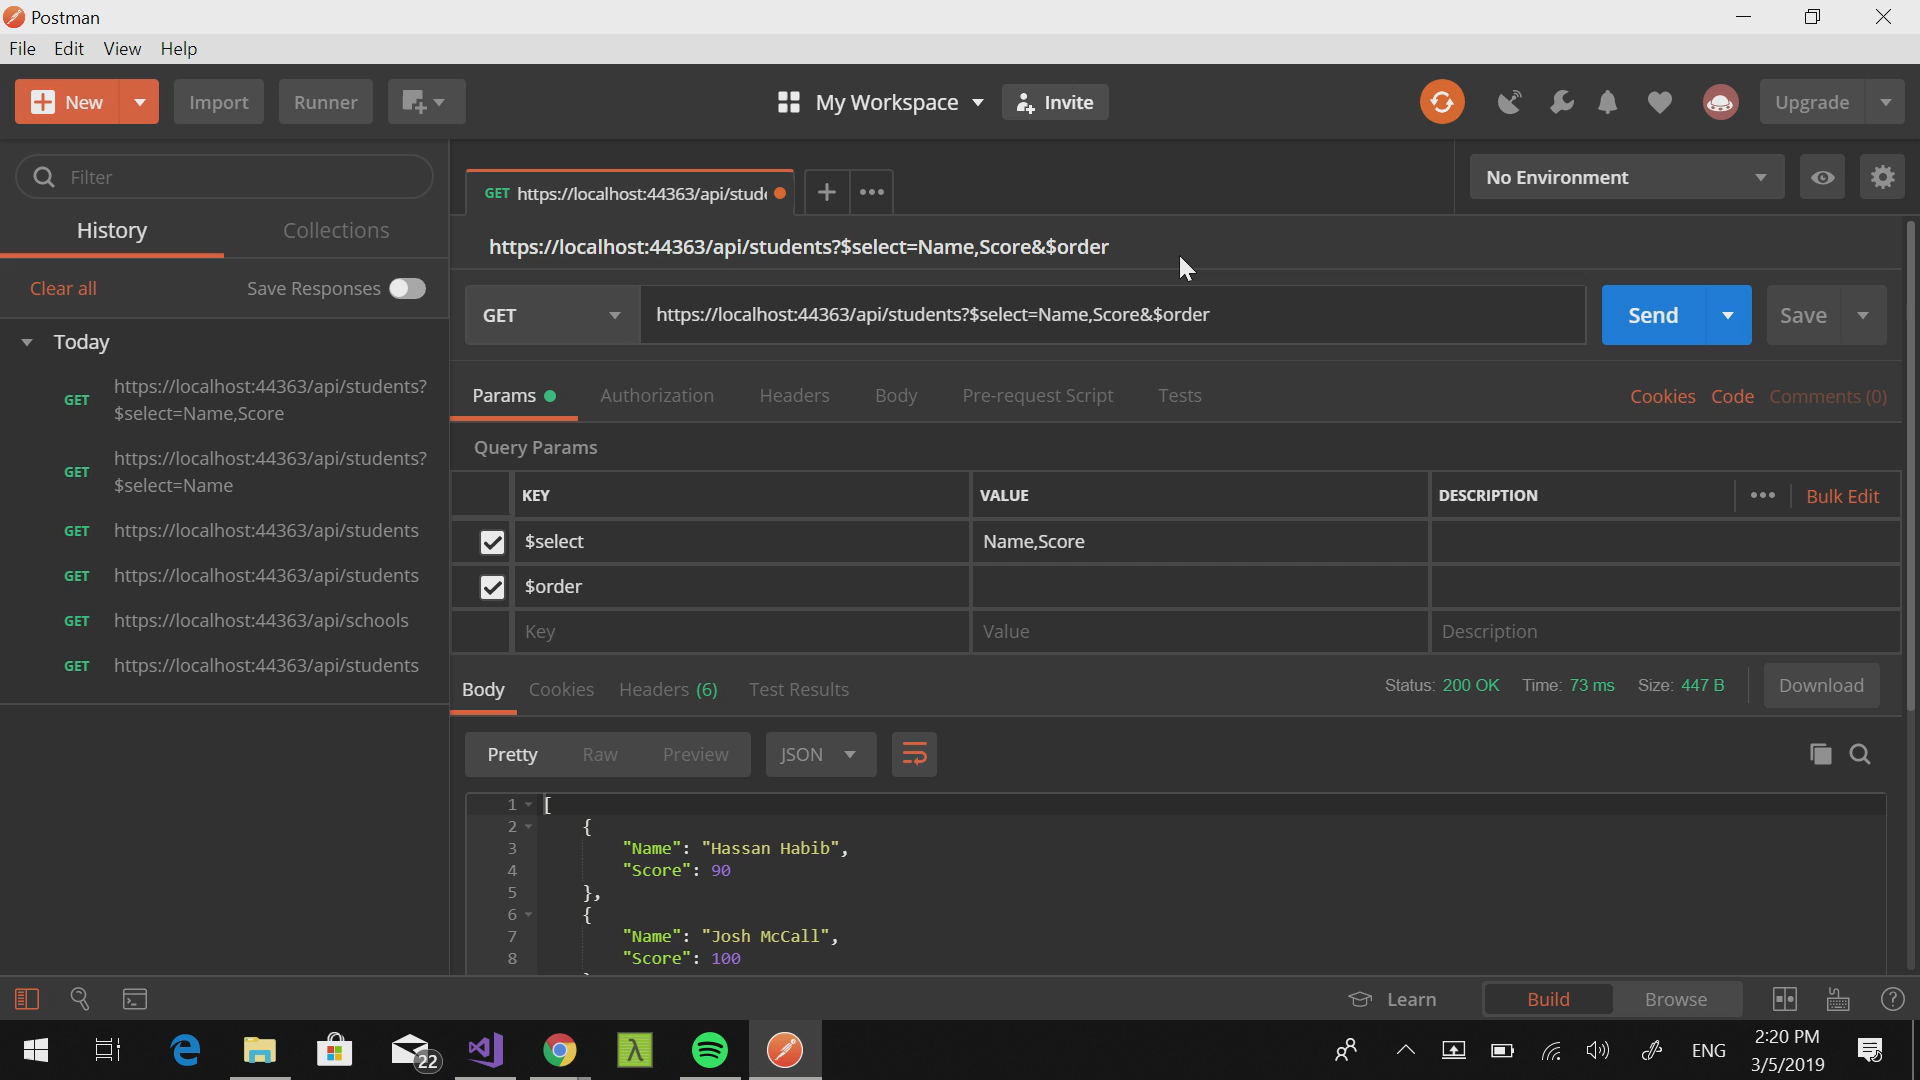 Postman
File Edit View Help
New Import Runner My Workspace Invite Upgrade
Filter
History Collections
Clear all Save Responses
Today
GET https://localhost:44363/api/students?
$select=Name,Score
GET https://localhost:44363/api/students?
$select=Name
GET https://localhost:44363/api/students
GET https://localhost:44363/api/students
GET https://localhost:44363/api/schools
GET https://localhost:44363/api/students
GET https://localhost:44363/api/stude
No Environment
https://localhost:44363/api/students?$select=Name,Score&$order
GET https://localhost:44363/api/students?$select=Name,Score&$order Send Save
Params Authorization Headers Body Pre-request Script Tests Cookies Code Comments (0)
Query Params
KEY VALUE DESCRIPTION Bulk Edit
$select Name,Score
$order
Key Value Description
Body Cookies Headers (6) Test Results Status: 200 OK Time: 73 ms Size: 447 B Download
Pretty Raw Preview JSON
1 [
2 {
3 "Name": "Hassan Habib",
4 "Score": 90
5 },
6 {
7 "Name": "Josh McCall",
8 "Score": 100
Learn Build Browse
22 ENG 2:20 PM
3/5/2019